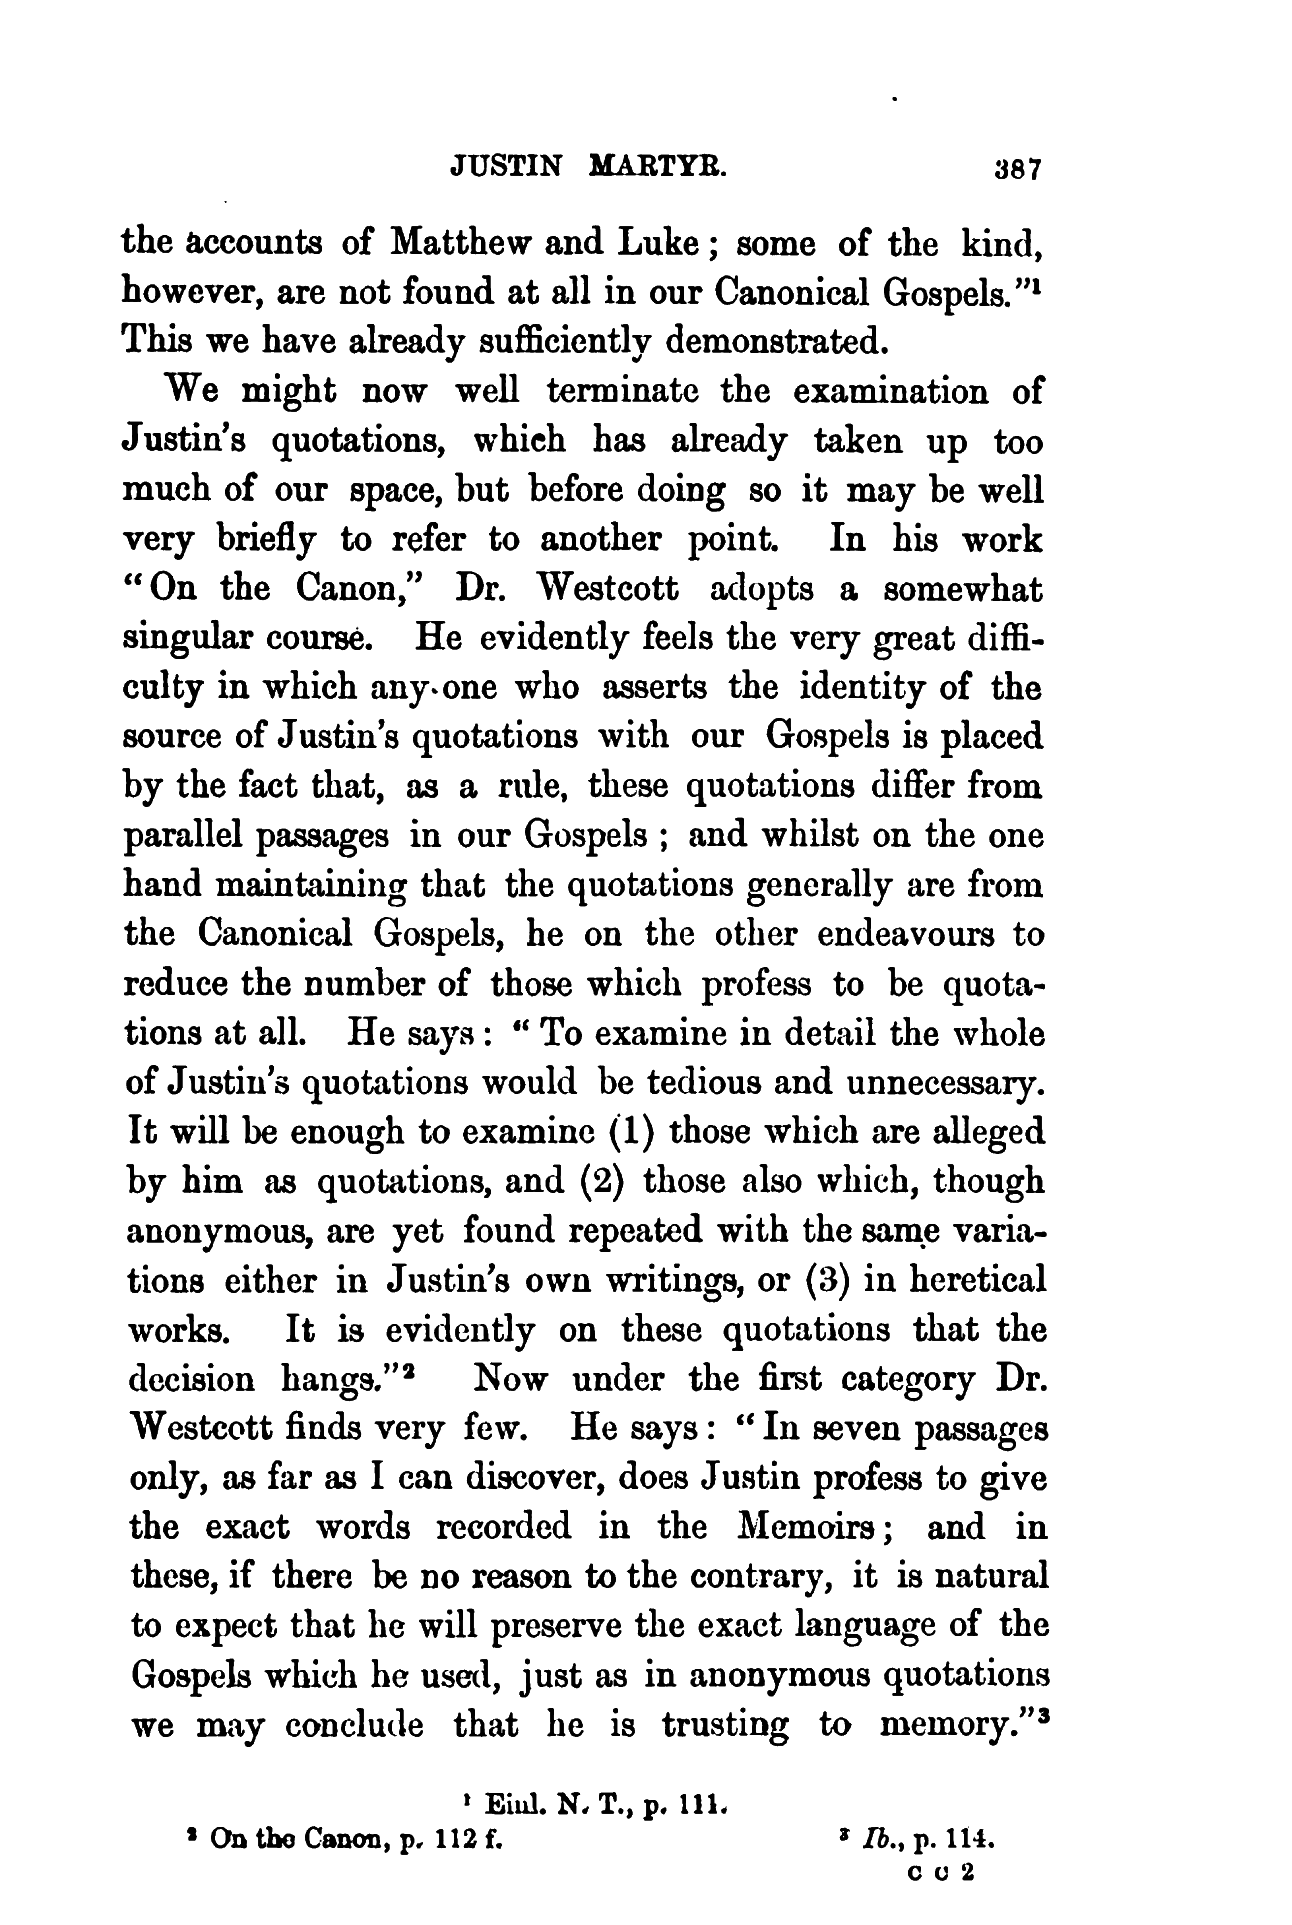 JUSTIN MARTYR. 387
the accounts of Matthew and Luke ; some of the kind,
however, are not found at all in our Canonical Gospels."¹
This we have already sufficiently demonstrated.
We might now well terminate the examination of
Justin's quotations, which has already taken up too
much of our space, but before doing so it may be well
very briefly to refer to another point. In his work
"On the Canon," Dr. Westcott adopts a somewhat
singular course. He evidently feels the very great diffi-
culty in which any-one who asserts the identity of the
source of Justin's quotations with our Gospels is placed
by the fact that, as a rule, these quotations differ from
parallel passages in our Gospels ; and whilst on the one
hand maintaining that the quotations generally are from
the Canonical Gospels, he on the other endeavours to
reduce the number of those which profess to be quota-
tions at all. He says : "To examine in detail the whole
of Justin's quotations would be tedious and unnecessary.
It will be enough to examine (1) those which are alleged
by him as quotations, and (2) those also which, though
anonymous, are yet found repeated with the same varia-
tions either in Justin's own writings, or (3) in heretical
works. It is evidently on these quotations that the
decision hangs."² Now under the first category Dr.
Westcott finds very few. He says : "In seven passages
only, as far as I can discover, does Justin profess to give
the exact words recorded in the Memoirs ; and in
these, if there be no reason to the contrary, it is natural
to expect that he will preserve the exact language of the
Gospels which he used, just as in anonymous quotations
we may conclude that he is trusting to memory."³
¹ Einl. N. T., p. 111.
² On the Canon, p. 112 f. ³ Ib., p. 114.
C C 2